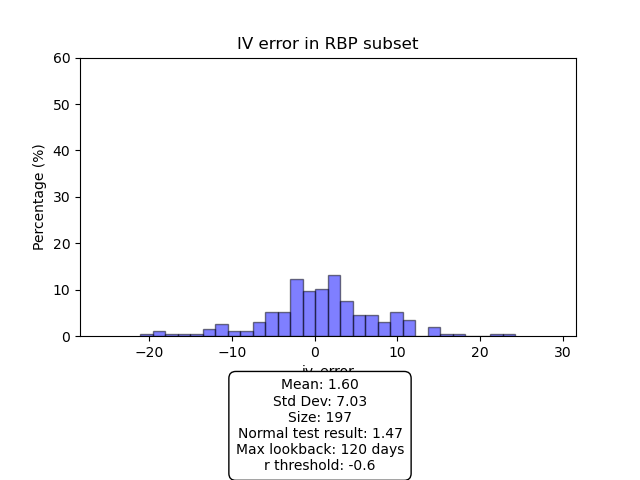 IV error in RBP subset
60
50
40
30
20
10
0
Percentage (%)
−20 −10 0 10 20 30
iv_error
Mean: 1.60
Std Dev: 7.03
Size: 197
Normal test result: 1.47
Max lookback: 120 days
r threshold: -0.6